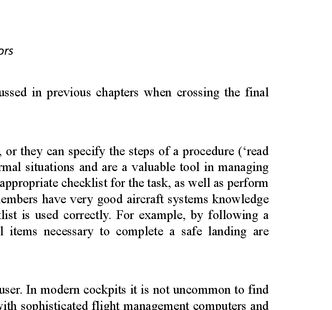 ors
ussed in previous chapters when crossing the final
, or they can specify the steps of a procedure (‘read
rmal situations and are a valuable tool in managing
appropriate checklist for the task, as well as perform
members have very good aircraft systems knowledge
klist is used correctly. For example, by following a
l items necessary to complete a safe landing are
user. In modern cockpits it is not uncommon to find
with sophisticated flight management computers and